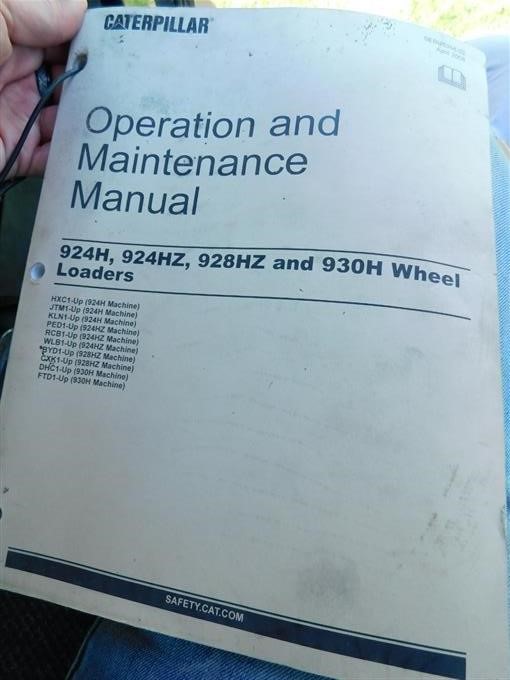 CATERPILLAR®
April 2008
Operation and
Maintenance
Manual
924H, 924HZ, 928HZ and 930H Wheel
Loaders
HXC1-Up (924H Machine)
JTM1-Up (924H Machine)
KLN1-Up (924H Machine)
PED1-Up (924HZ Machine)
RCB1-Up (924HZ Machine)
WLB1-Up (924HZ Machine)
*BYD1-Up (928HZ Machine)
CXK1-Up (928HZ Machine)
DHC1-Up (930H Machine)
FTD1-Up (930H Machine)
SAFETY.CAT.COM